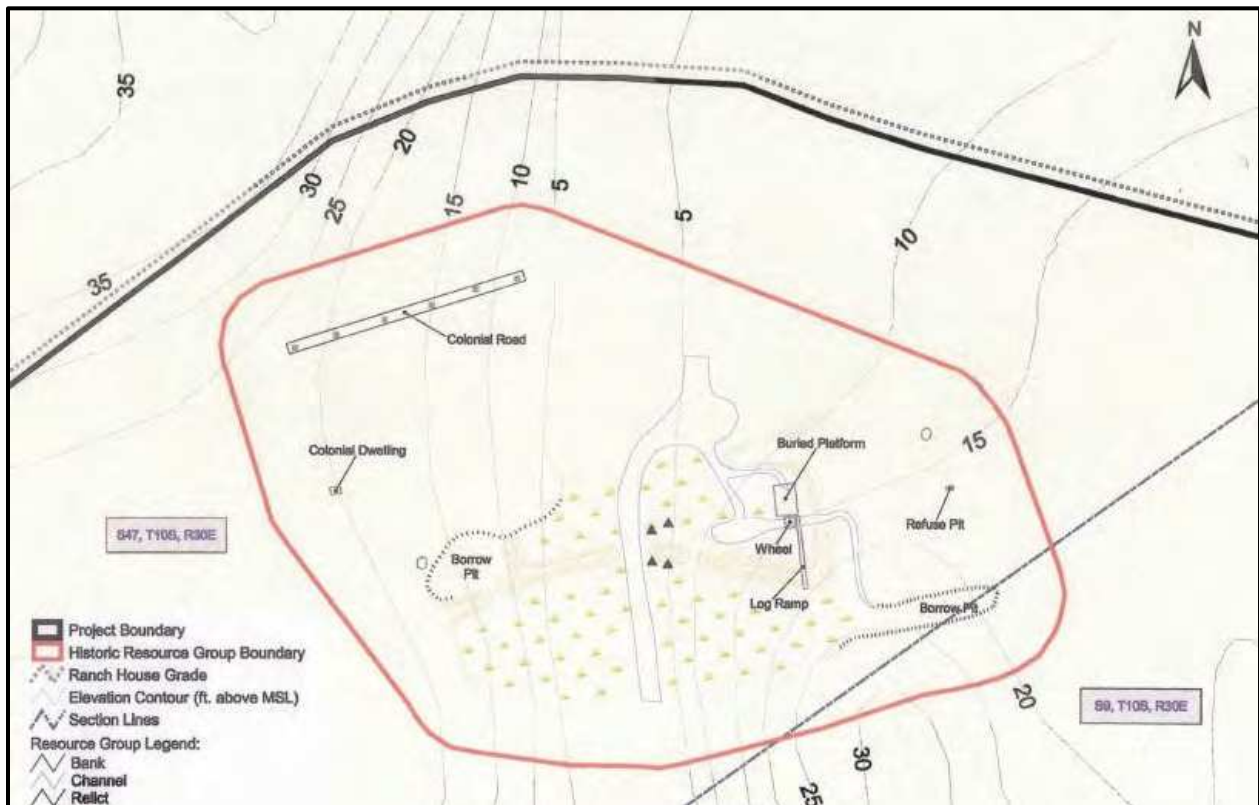 N
35
30
25
20
15
10
5
5
10
35
Colonial Road
Colonial Dwelling
Buried Platform
15
Refuse Pit
S47, T10S, R30E
Borrow
Pit
Wheel
Log Ramp
Borrow Pit
20
S9, T10S, R30E
30
25
Project Boundary
Historic Resource Group Boundary
Ranch House Grade
Elevation Contour (ft. above MSL)
Section Lines
Resource Group Legend:
Bank
Channel
Relict